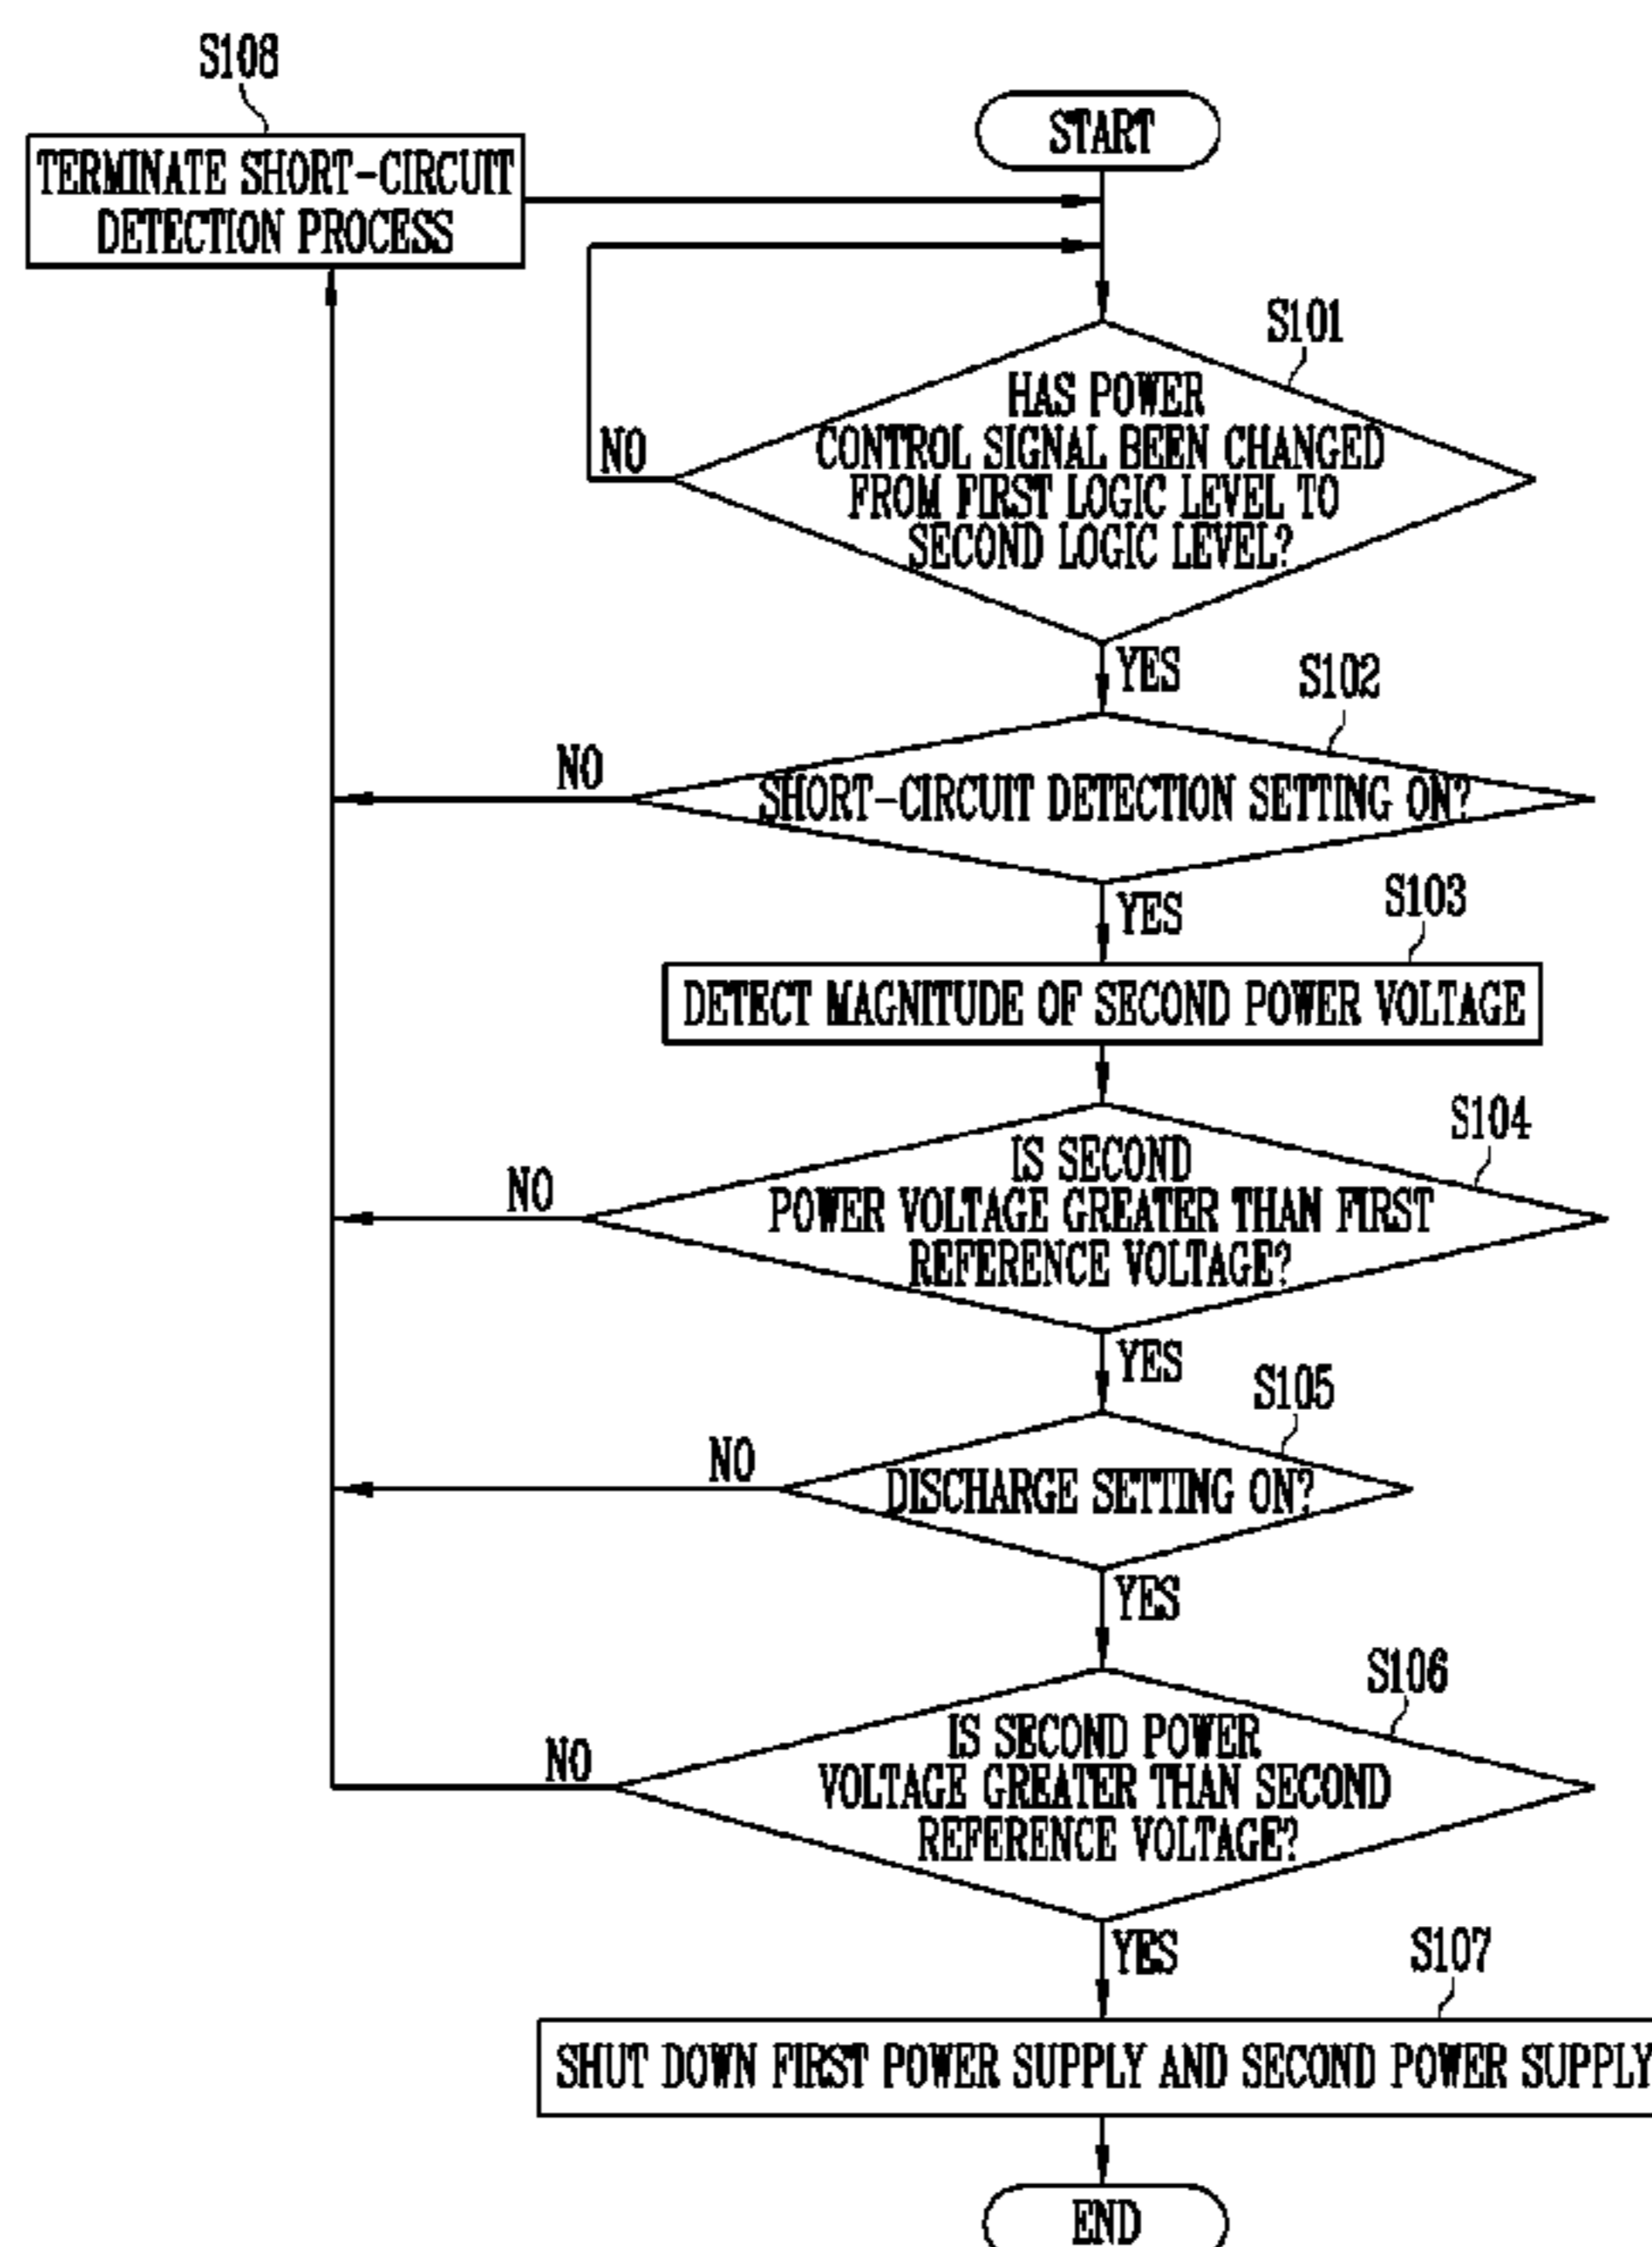 S108
TERMINATE SHORT-CIRCUIT
DETECTION PROCESS
START
S101
HAS POWER
CONTROL SIGNAL BEEN CHANGED
FROM FIRST LOGIC LEVEL TO
SECOND LOGIC LEVEL?
NO
YES
S102
SHORT-CIRCUIT DETECTION SETTING ON?
NO
YES
S103
DETECT MAGNITUDE OF SECOND POWER VOLTAGE
S104
IS SECOND
POWER VOLTAGE GREATER THAN FIRST
REFERENCE VOLTAGE?
NO
YES
S105
DISCHARGE SETTING ON?
NO
YES
S106
IS SECOND POWER
VOLTAGE GREATER THAN SECOND
REFERENCE VOLTAGE?
NO
YES
S107
SHUT DOWN FIRST POWER SUPPLY AND SECOND POWER SUPPLY
END